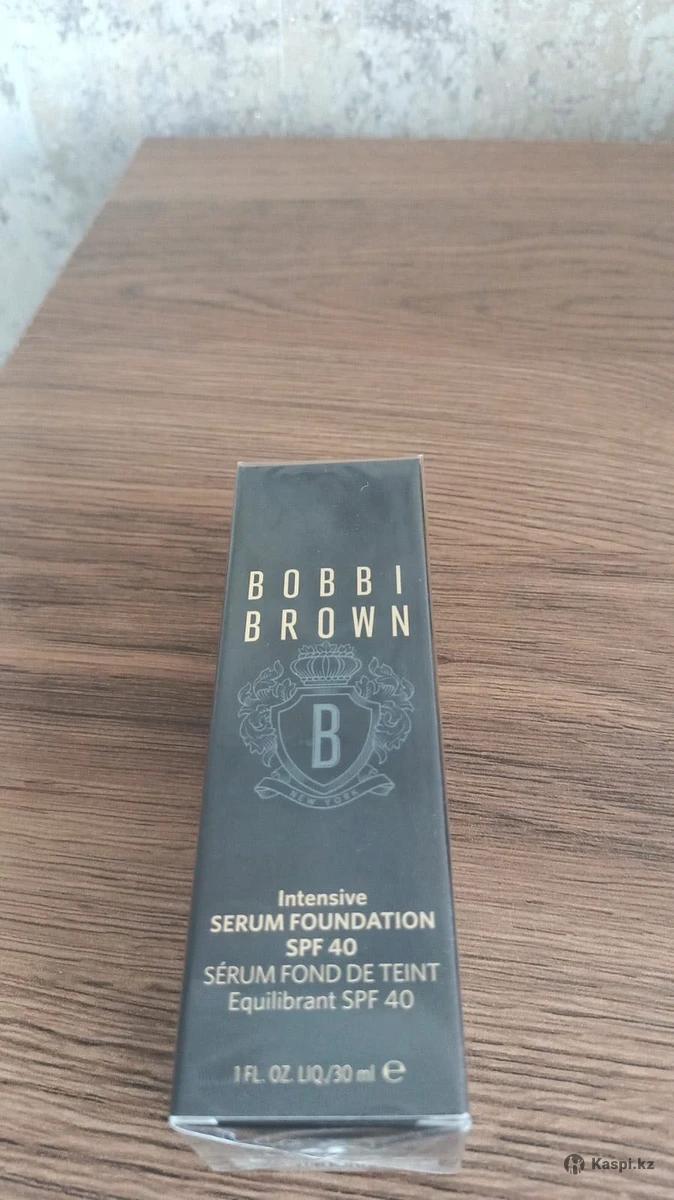 BOBBI
BROWN
B
NEW YORK
Intensive
SERUM FOUNDATION
SPF 40
SÉRUM FOND DE TEINT
Equilibrant SPF 40
1 FL. OZ. LIQ./30 ml ℮
Kaspi.kz